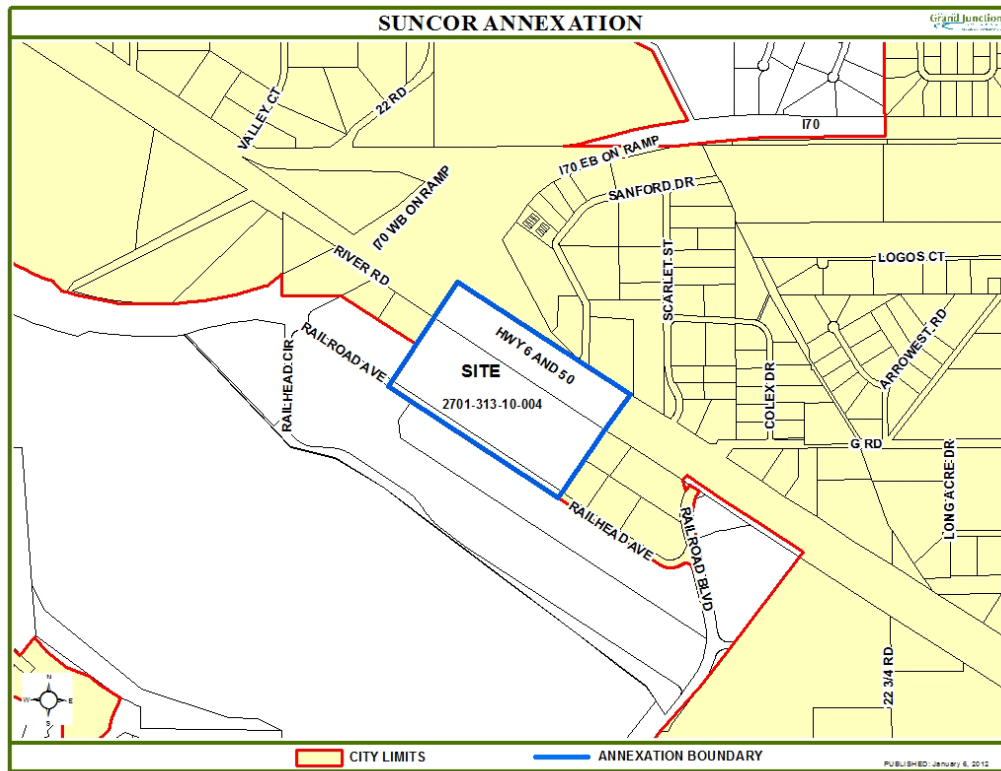 SUNCOR ANNEXATION
Grand Junction
I70
VALLEY CT
22 RD
I70 EB ON RAMP
SANFORD DR
I70 WB ON RAMP
RIVER RD
SCARLET ST
LOGOS CT
HWY 6 AND 50
RAILROAD AVE
RAILHEAD CIR
SITE
2701-313-10-004
ARROWEST RD
COLEX DR
G RD
LONG ACRE DR
RAILHEAD AVE
RAILROAD BLVD
22 3/4 RD
N
W
E
S
CITY LIMITS
ANNEXATION BOUNDARY
PUBLISHED: January 6, 2012